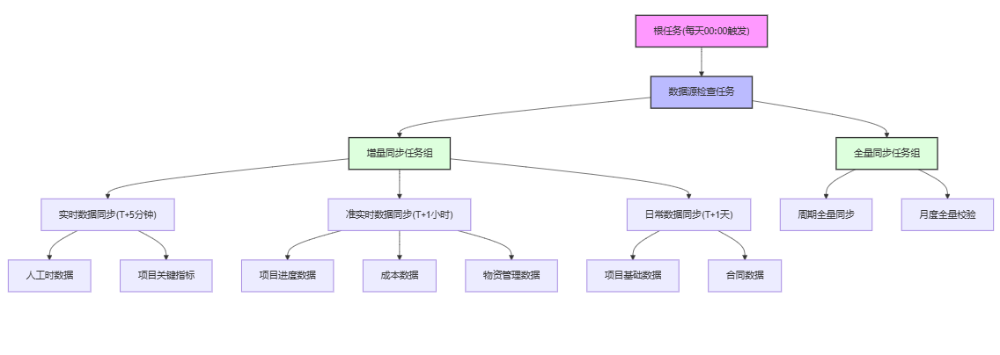 根任务(每天00:00触发)
数据源检查任务
增量同步任务组
全量同步任务组
实时数据同步(T+5分钟)
准实时数据同步(T+1小时)
日常数据同步(T+1天)
周期全量同步
月度全量校验
人工时数据
项目关键指标
项目进度数据
成本数据
物资管理数据
项目基础数据
合同数据